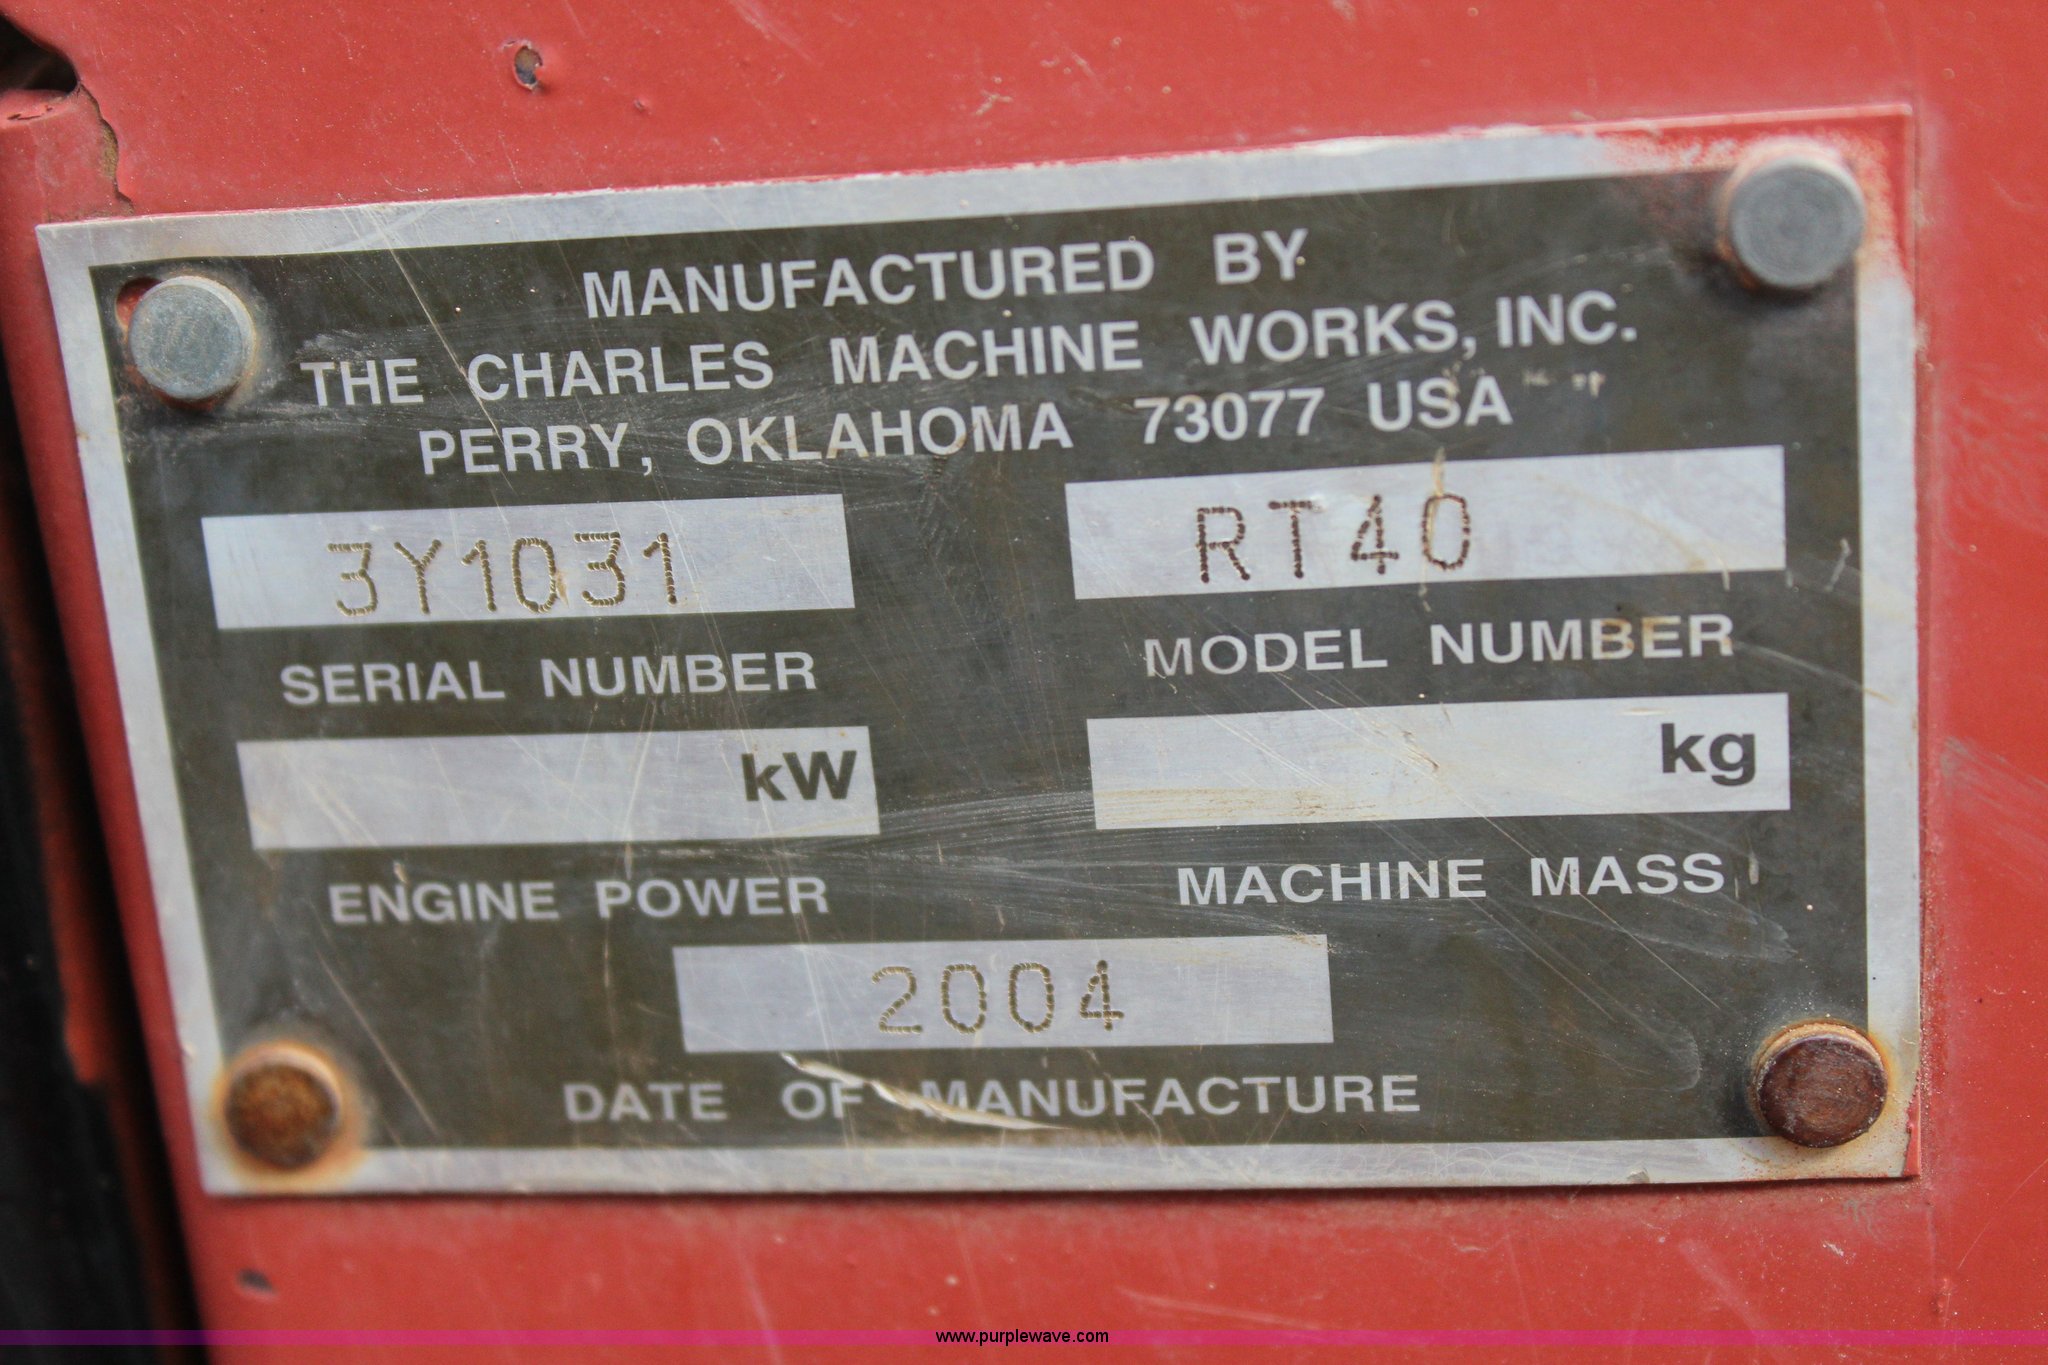 MANUFACTURED BY
THE CHARLES MACHINE WORKS, INC.
PERRY, OKLAHOMA 73077 USA
3Y1031 RT40
SERIAL NUMBER MODEL NUMBER
kW kg
ENGINE POWER MACHINE MASS
2004
DATE OF MANUFACTURE
www.purplewave.com